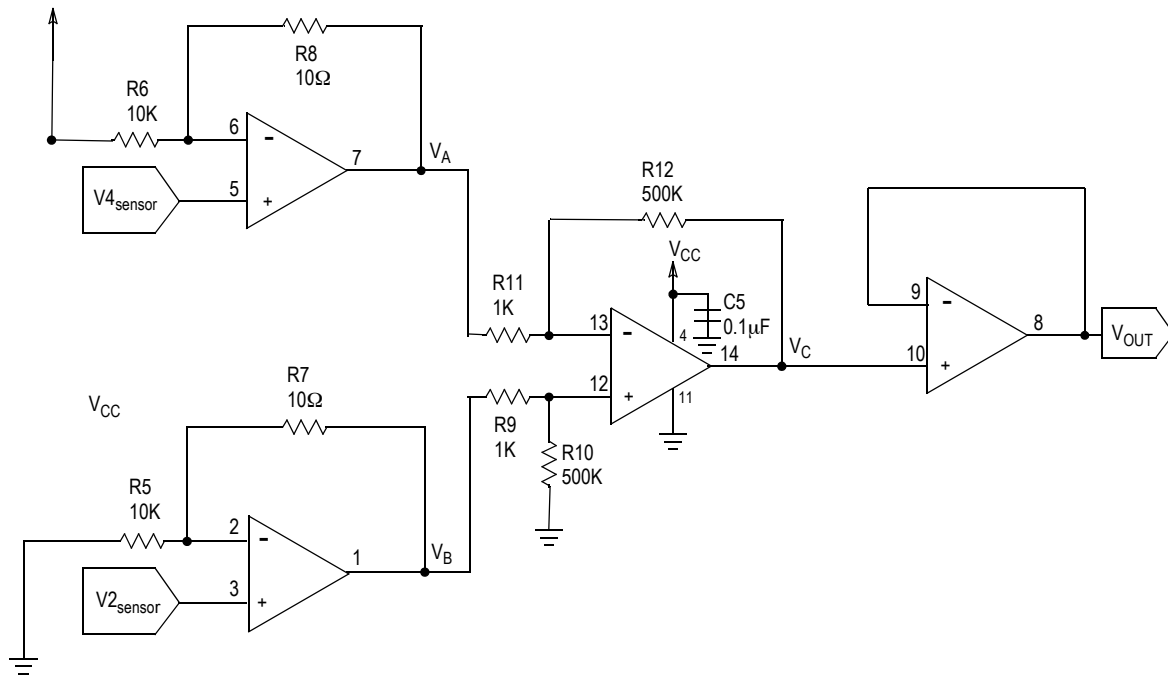 R8
10Ω
R6
10K
6
-
7
VA
V4sensor
5
+
R12
500K
VCC
R11
1K
C5
0.1µF
13
-
4
14
VC
12
+
11
R9
1K
R10
500K
9
-
8
VOUT
10
+
VCC
R7
10Ω
R5
10K
2
-
1
VB
V2sensor
3
+